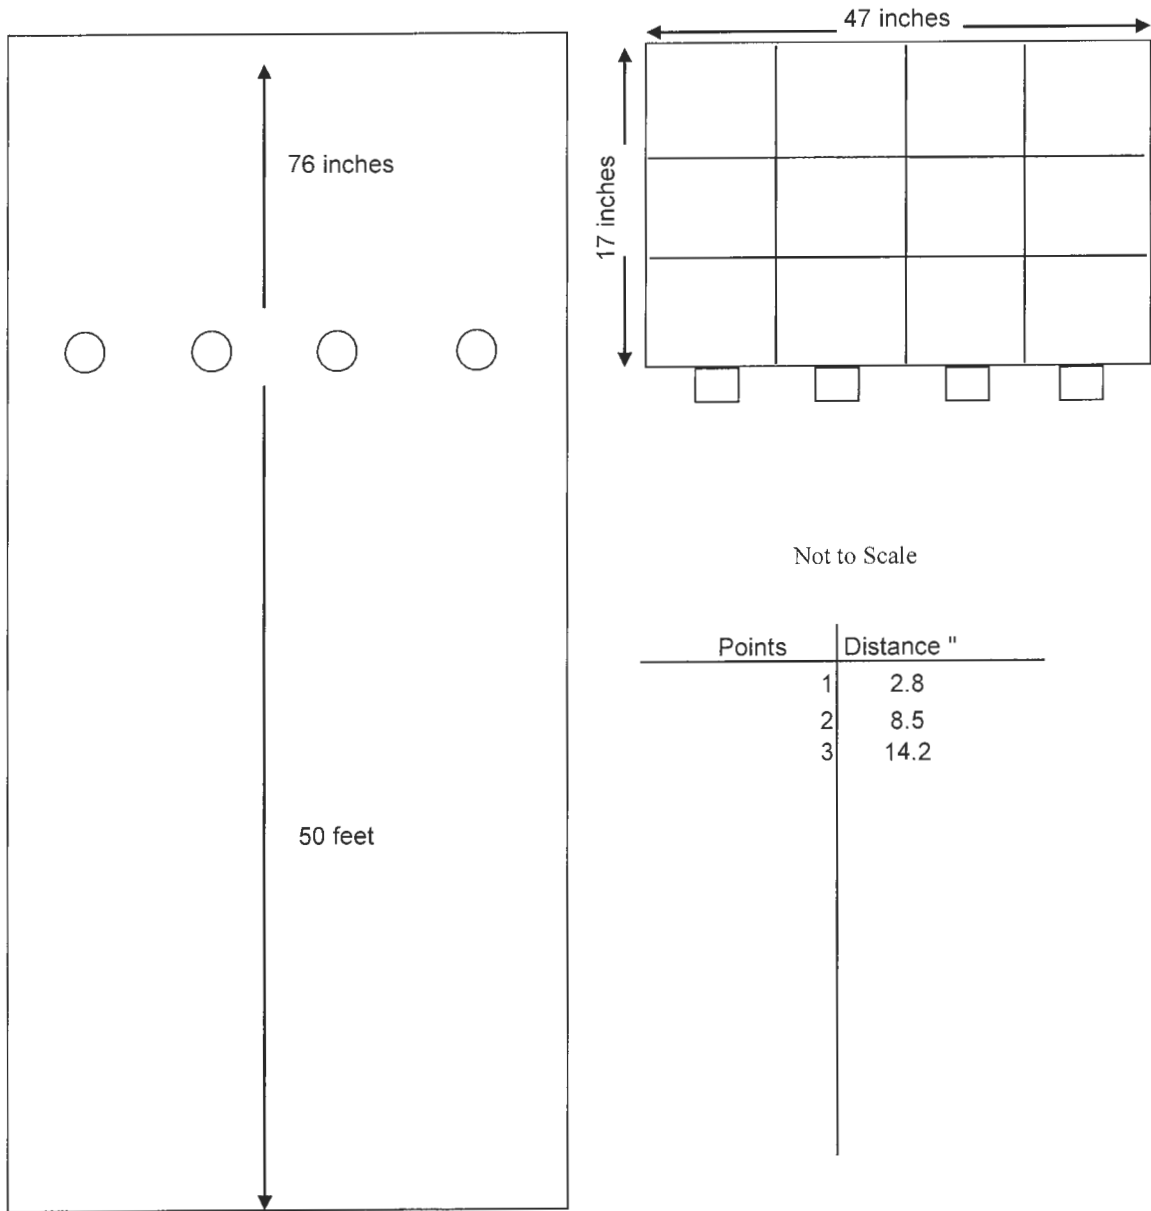 47 inches
76 inches
17 inches
Not to Scale
Points Distance "
1 2.8
2 8.5
3 14.2
50 feet